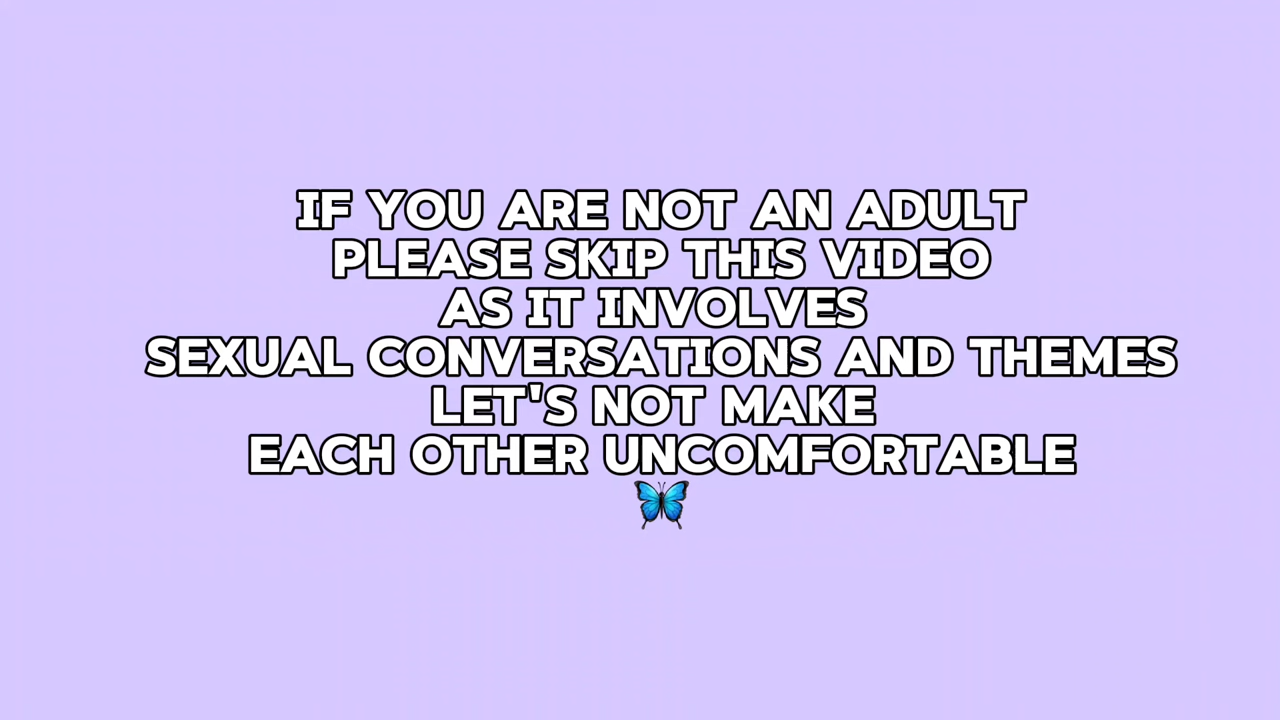 IF YOU ARE NOT AN ADULT
PLEASE SKIP THIS VIDEO
AS IT INVOLVES
SEXUAL CONVERSATIONS AND THEMES
LET'S NOT MAKE
EACH OTHER UNCOMFORTABLE
🦋